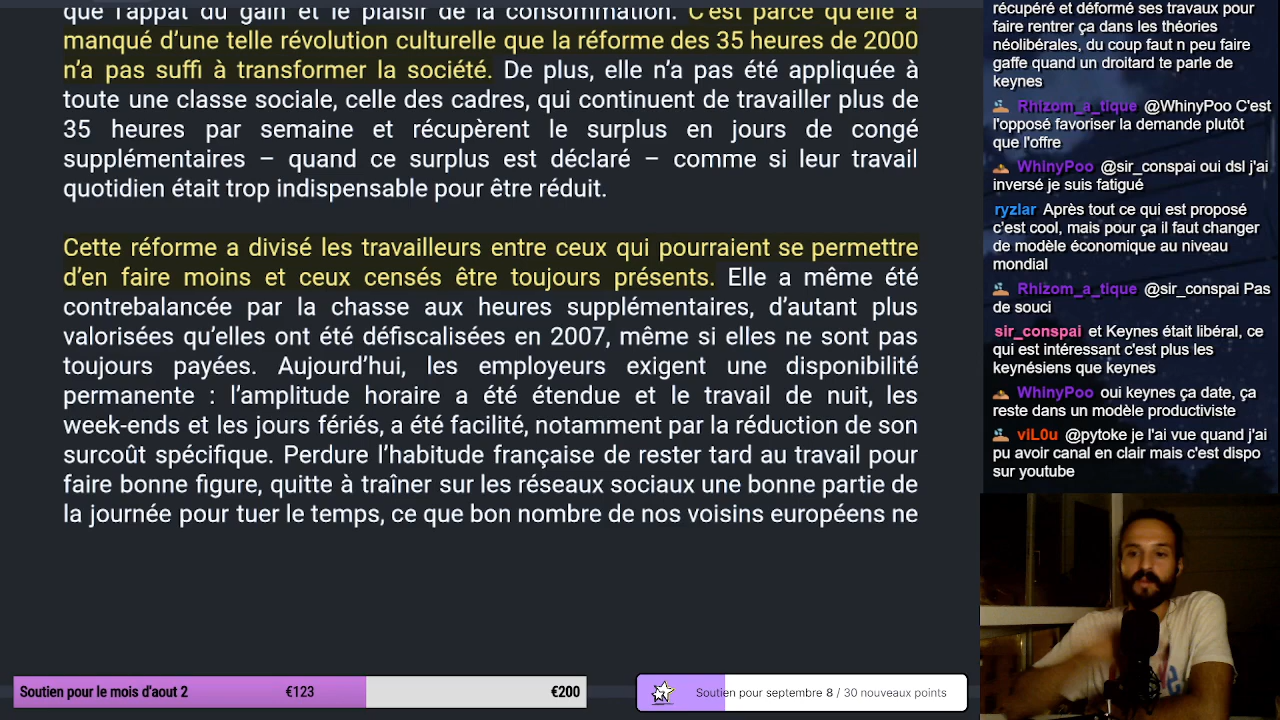 que l'appât du gain et le plaisir de la consommation. C'est parce qu'elle a
manqué d'une telle révolution culturelle que la réforme des 35 heures de 2000
n'a pas suffi à transformer la société. De plus, elle n'a pas été appliquée à
toute une classe sociale, celle des cadres, qui continuent de travailler plus de
35 heures par semaine et récupèrent le surplus en jours de congé
supplémentaires – quand ce surplus est déclaré – comme si leur travail
quotidien était trop indispensable pour être réduit.
Cette réforme a divisé les travailleurs entre ceux qui pourraient se permettre
d'en faire moins et ceux censés être toujours présents. Elle a même été
contrebalancée par la chasse aux heures supplémentaires, d'autant plus
valorisées qu'elles ont été défiscalisées en 2007, même si elles ne sont pas
toujours payées. Aujourd'hui, les employeurs exigent une disponibilité
permanente : l'amplitude horaire a été étendue et le travail de nuit, les
week-ends et les jours fériés, a été facilité, notamment par la réduction de son
surcoût spécifique. Perdure l'habitude française de rester tard au travail pour
faire bonne figure, quitte à traîner sur les réseaux sociaux une bonne partie de
la journée pour tuer le temps, ce que bon nombre de nos voisins européens ne
récupéré et déformé ses travaux pour
faire rentrer ça dans les théories
néolibérales, du coup faut n peu faire
gaffe quand un droitard te parle de
keynes
Rhizom_a_tique @WhinyPoo C'est
l'opposé favoriser la demande plutôt
que l'offre
WhinyPoo @sir_conspai oui dsl j'ai
inversé je suis fatigué
ryzlar Après tout ce qui est proposé
c'est cool, mais pour ça il faut changer
de modèle économique au niveau
mondial
Rhizom_a_tique @sir_conspai Pas
de souci
sir_conspai et Keynes était libéral, ce
qui est intéressant c'est plus les
keynésiens que keynes
WhinyPoo oui keynes ça date, ça
reste dans un modèle productiviste
viL0u @pytoke je l'ai vue quand j'ai
pu avoir canal en clair mais c'est dispo
sur youtube
Soutien pour le mois d'aout 2 €123 €200
Soutien pour septembre 8 / 30 nouveaux points